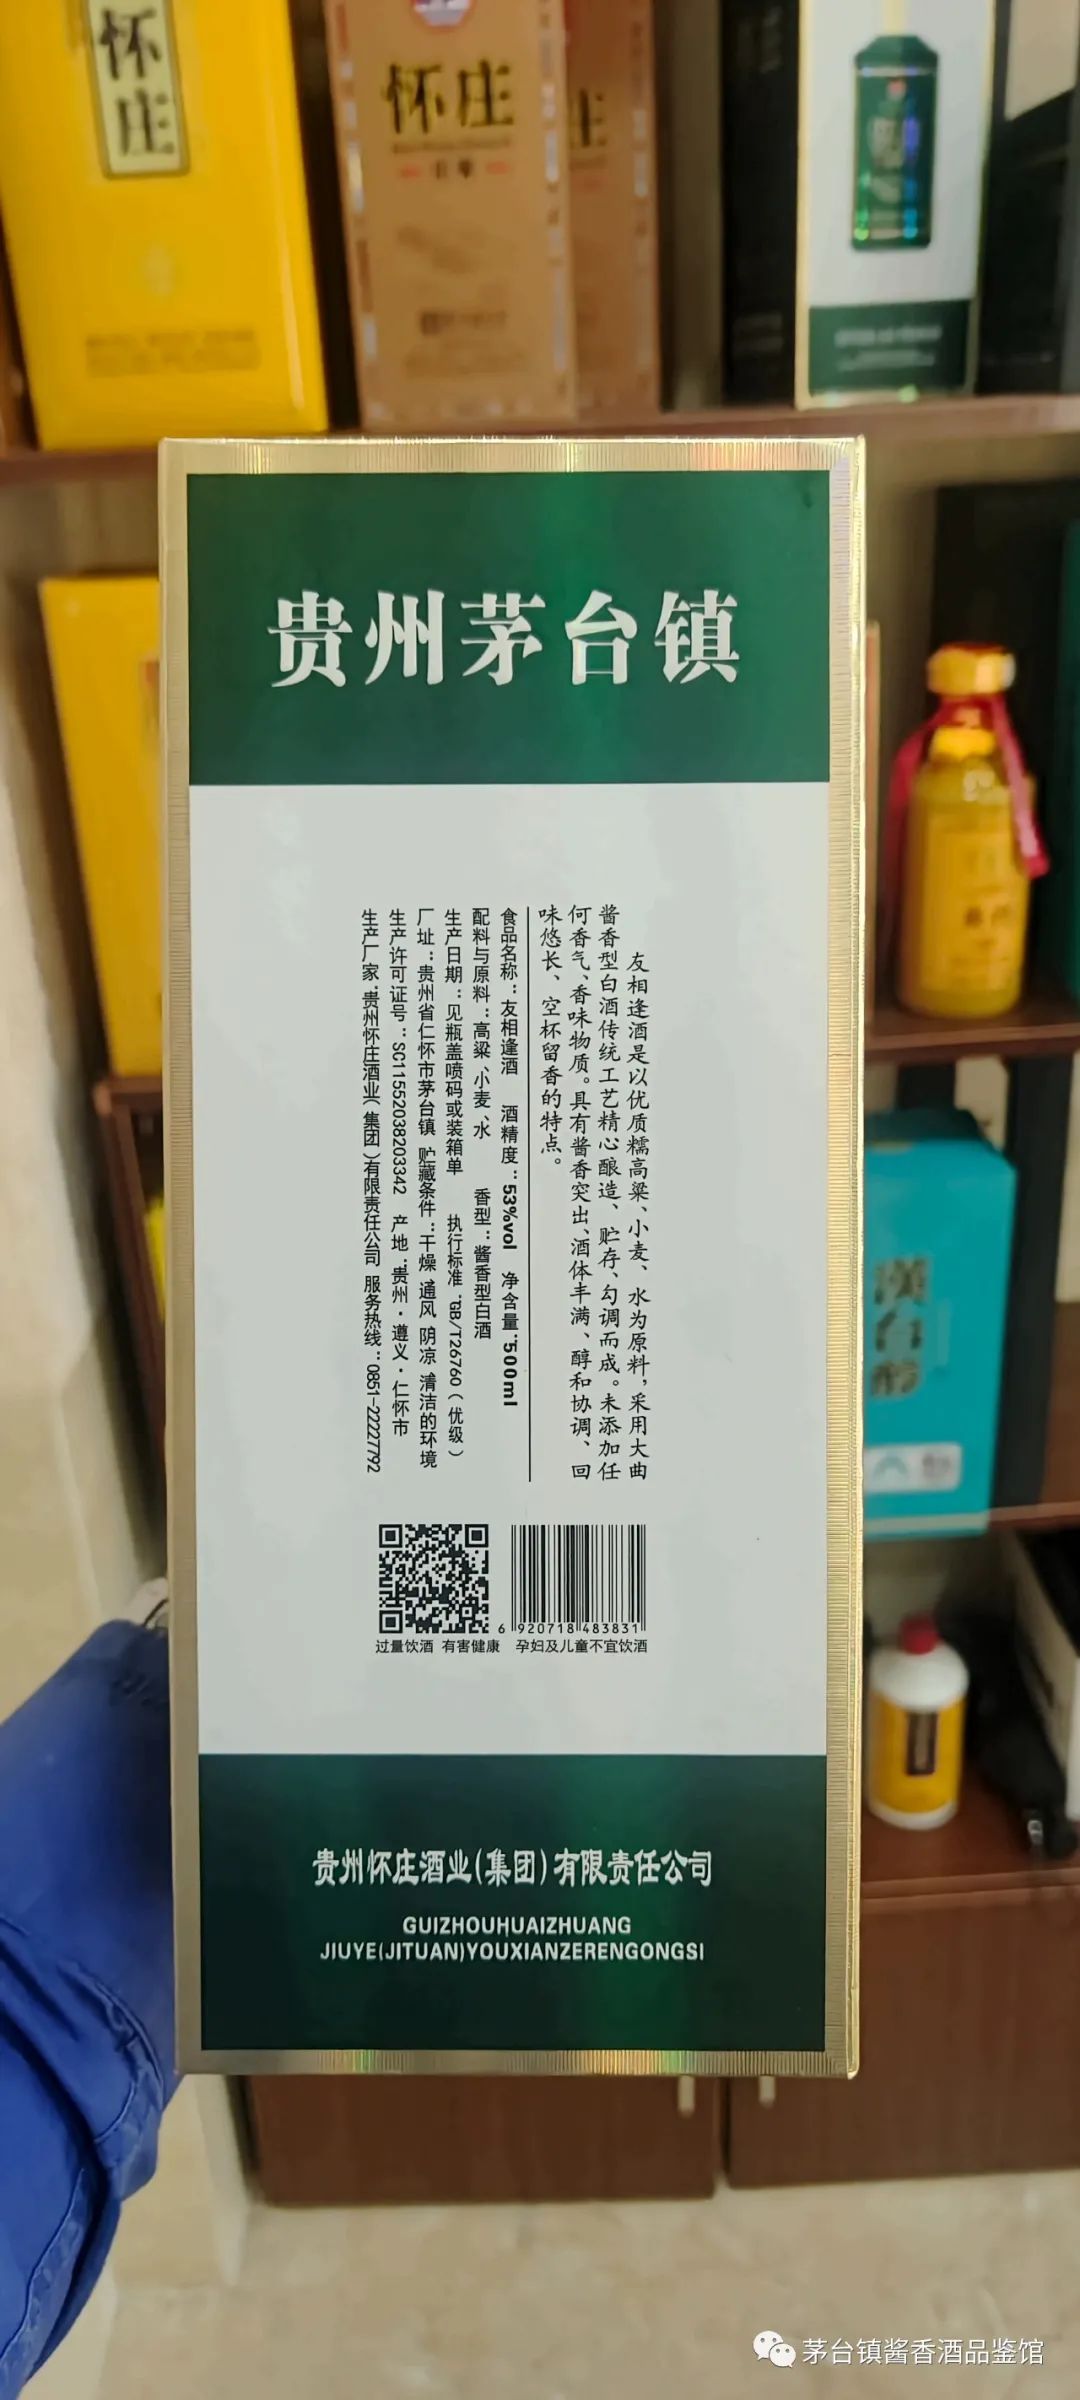 怀庄
怀庄
庄
贵州茅台镇
友相逢酒是以优质糯高粱、小麦、水为原料,采用大曲
酱香型白酒传统工艺精心酿造、贮存、勾调而成。未添加任
何香气、香味物质。具有酱香突出、酒体丰满、醇和协调、回
味悠长、空杯留香的特点。
食品名称：友相逢酒 酒精度：53%vol 净含量：500ml
配料与原料：高粱、小麦、水 香型：酱香型白酒
生产日期：见瓶盖喷码或装箱单 执行标准：GB/T26760（优级）
厂址：贵州省仁怀市茅台镇 贮藏条件：干燥 通风 阴凉 清洁的环境
生产许可证号：SC11552038203342 产地：贵州·遵义·仁怀市
生产厂家：贵州怀庄酒业（集团）有限责任公司 服务热线：0851-22227792
6 920718 483831
过量饮酒 有害健康 孕妇及儿童不宜饮酒
贵州怀庄酒业(集团)有限责任公司
GUIZHOUHUAIZHUANG
JIUYE(JITUAN)YOUXIANZERENGONGSI
茅台镇酱香酒品鉴馆